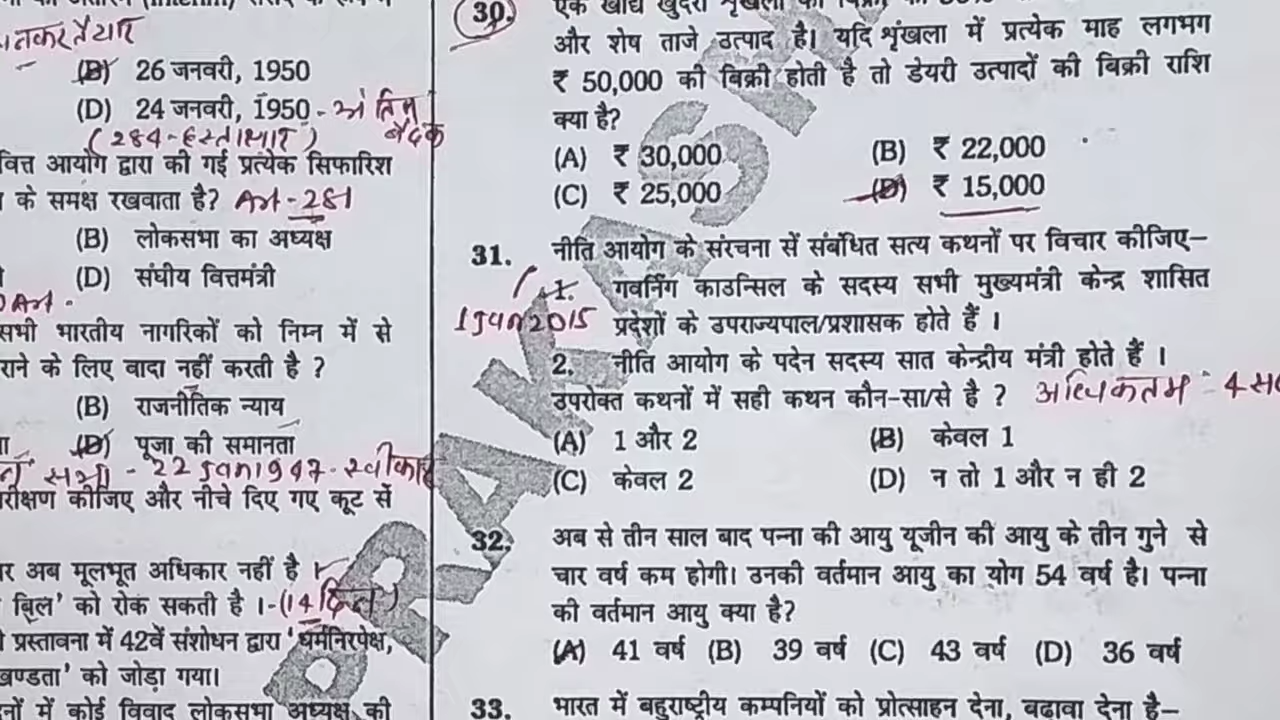 (D) 26 जनवरी, 1950
(D) 24 जनवरी, 1950 - अंतिम बैठक
(284-हस्ताक्षर)
वित्त आयोग द्वारा की गई प्रत्येक सिफारिश
के समक्ष रखवाता है? Art-281
(B) लोकसभा का अध्यक्ष
(D) संघीय वित्तमंत्री
Art.
सभी भारतीय नागरिकों को निम्न में से
राने के लिए वादा नहीं करती है ?
(B) राजनीतिक न्याय
(D) पूजा की समानता
सभा - 22 Jan 1947 - स्वीकार
रीक्षण कीजिए और नीचे दिए गए कूट से
र अब मूलभूत अधिकार नहीं है ।
बिल' को रोक सकती है ।-(14 दिन)
प्रस्तावना में 42वें संशोधन द्वारा 'धर्मनिरपेक्ष,
खण्डता' को जोड़ा गया।
नों में कोई विवाद लोकसभा अध्यक्ष की
30. एक खाद्य खुदरा शृंखला
और शेष ताजे उत्पाद है। यदि शृंखला में प्रत्येक माह लगभग
₹ 50,000 की बिक्री होती है तो डेयरी उत्पादों की बिक्री राशि
क्या है?
(A) ₹ 30,000 (B) ₹ 22,000
(C) ₹ 25,000 (D) ₹ 15,000
31. नीति आयोग के संरचना सें संबंधित सत्य कथनों पर विचार कीजिए–
1. गवर्निंग काउन्सिल के सदस्य सभी मुख्यमंत्री केन्द्र शासित
1 Jan 2015 प्रदेशों के उपराज्यपाल/प्रशासक होते हैं ।
2. नीति आयोग के पदेन सदस्य सात केन्द्रीय मंत्री होते हैं ।
उपरोक्त कथनों में सही कथन कौन-सा/से है ? अधिकतम - 4
(A) 1 और 2 (B) केवल 1
(C) केवल 2 (D) न तो 1 और न ही 2
32. अब से तीन साल बाद पन्ना की आयु यूजीन की आयु के तीन गुने से
चार वर्ष कम होगी। उनकी वर्तमान आयु का योग 54 वर्ष है। पन्ना
की वर्तमान आयु क्या है?
(A) 41 वर्ष (B) 39 वर्ष (C) 43 वर्ष (D) 36 वर्ष
33. भारत में बहुराष्ट्रीय कम्पनियों को प्रोत्साहन देना, बढावा देना है–